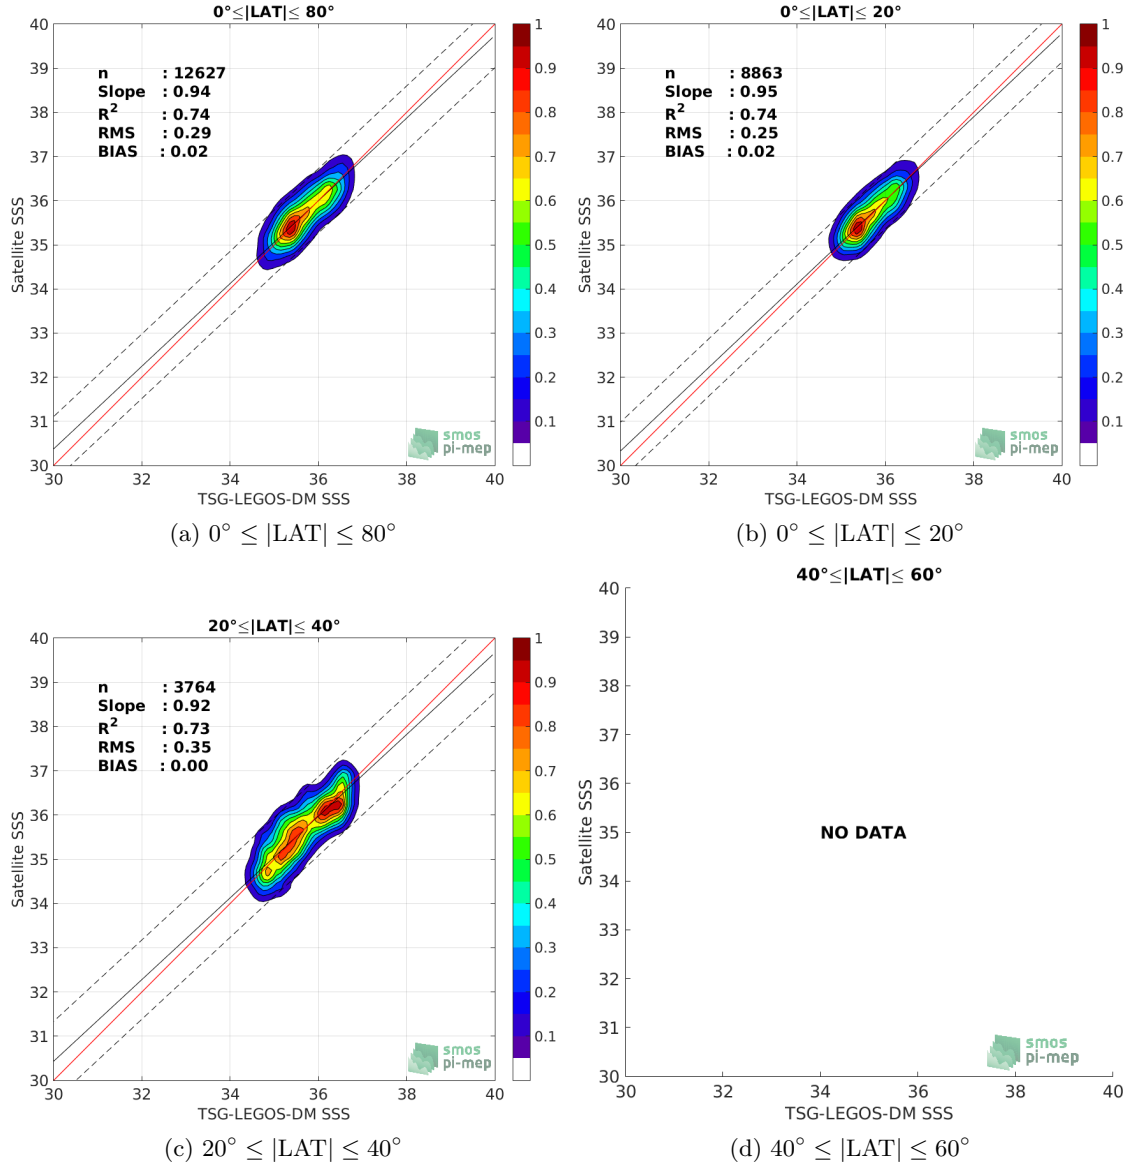 0°≤|LAT|≤ 80°
40
39
38
37
36
35
34
33
32
31
30
Satellite SSS
n : 12627
Slope : 0.94
R2 : 0.74
RMS : 0.29
BIAS : 0.02
smos
pi-mep
30 32 34 36 38 40
TSG-LEGOS-DM SSS
1
0.9
0.8
0.7
0.6
0.5
0.4
0.3
0.2
0.1
(a) 0° ≤ |LAT| ≤ 80°
0°≤|LAT|≤ 20°
40
39
38
37
36
35
34
33
32
31
30
Satellite SSS
n : 8863
Slope : 0.95
R2 : 0.74
RMS : 0.25
BIAS : 0.02
smos
pi-mep
30 32 34 36 38 40
TSG-LEGOS-DM SSS
1
0.9
0.8
0.7
0.6
0.5
0.4
0.3
0.2
0.1
(b) 0° ≤ |LAT| ≤ 20°
20°≤|LAT|≤ 40°
40
39
38
37
36
35
34
33
32
31
30
Satellite SSS
n : 3764
Slope : 0.92
R2 : 0.73
RMS : 0.35
BIAS : 0.00
smos
pi-mep
30 32 34 36 38 40
TSG-LEGOS-DM SSS
1
0.9
0.8
0.7
0.6
0.5
0.4
0.3
0.2
0.1
(c) 20° ≤ |LAT| ≤ 40°
40°≤|LAT|≤ 60°
40
39
38
37
36
35
34
33
32
31
30
Satellite SSS
NO DATA
smos
pi-mep
30 32 34 36 38 40
TSG-LEGOS-DM SSS
(d) 40° ≤ |LAT| ≤ 60°